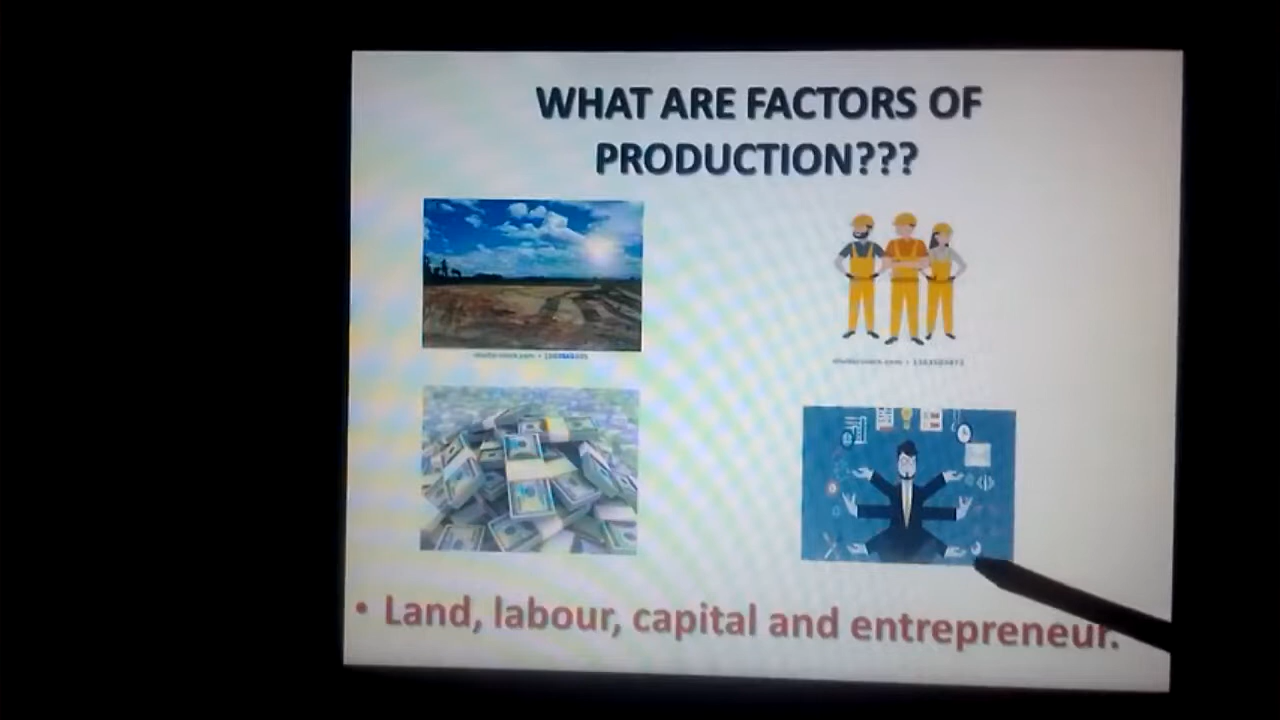 WHAT ARE FACTORS OF
PRODUCTION???
• Land, labour, capital and entrepreneur.